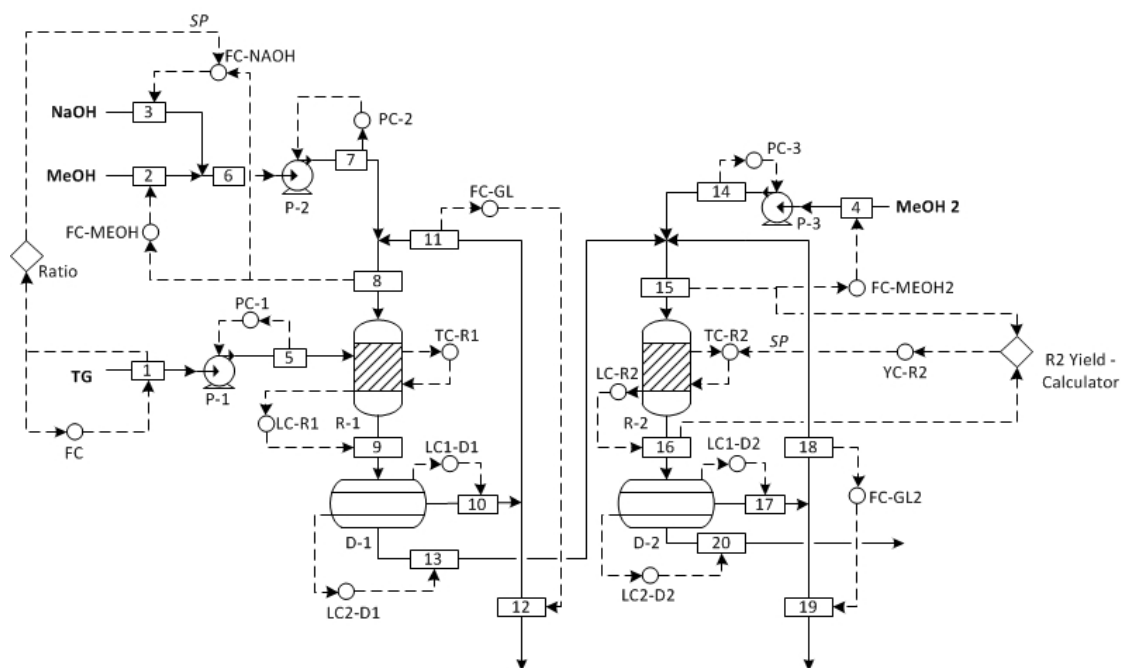 SP
FC-NAOH
NaOH
3
PC-2
7
MeOH
2
6
P-2
FC-MEOH
FC-GL
11
Ratio
8
PC-1
5
TC-R1
TG
1
P-1
LC-R1
R-1
FC
9
LC1-D1
10
D-1
13
LC2-D1
12
PC-3
14
4
MeOH 2
P-3
15
FC-MEOH2
TC-R2
SP
LC-R2
YC-R2
R2 Yield -
Calculator
R-2
16
LC1-D2
18
17
FC-GL2
D-2
20
LC2-D2
19